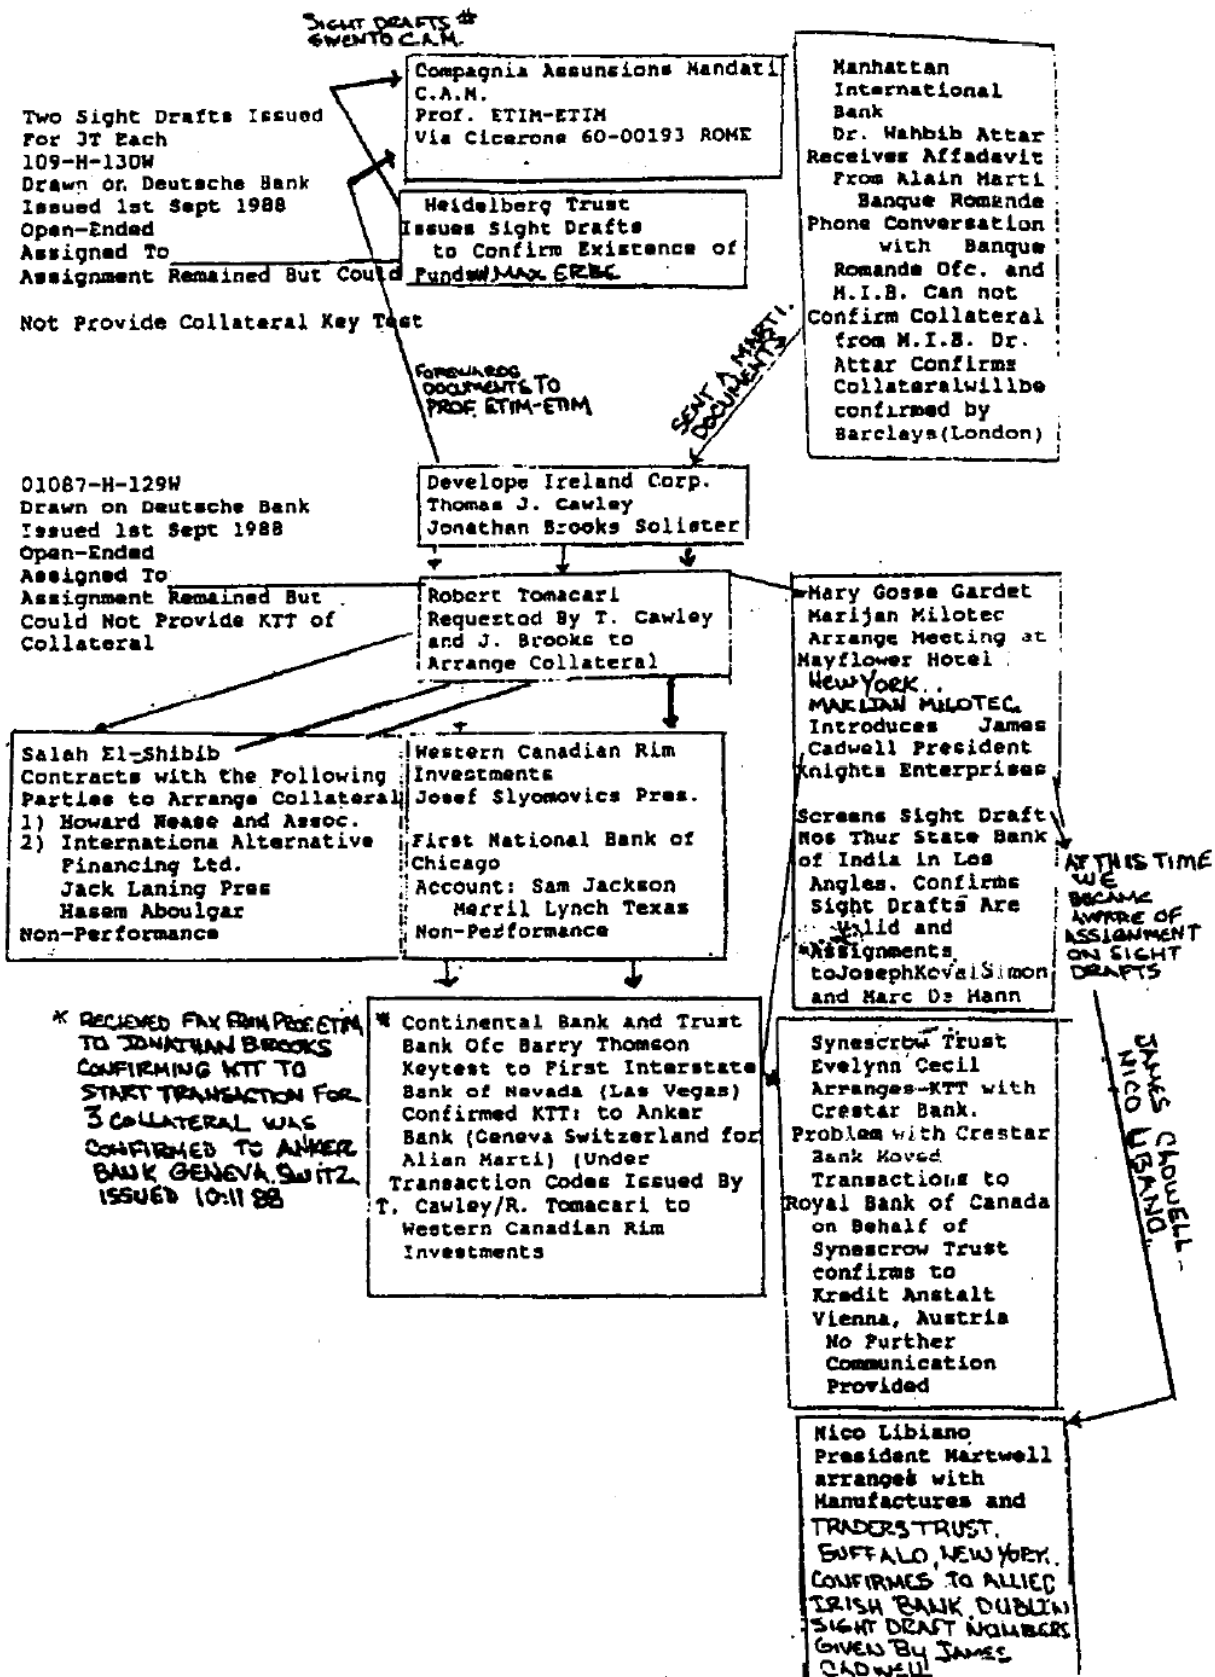 SIGHT DRAFTS #
GIVEN TO C.A.M.
Compagnia Assunsions Mandati
C.A.M.
Prof. ETIM-ETIM
Via Cicerone 60-00193 ROME
Two Sight Drafts Issued
For JT Each
109-H-130W
Drawn on Deutsche Bank
Issued 1st Sept 1988
Open-Ended
Assigned To
Assignment Remained But Could
Not Provide Collateral Key Test
Heidelberg Trust
Issues Sight Drafts
to Confirm Existence of
Funds W. MAX ERBE
Manhattan
International
Bank
Dr. Wahbib Attar
Receives Affadavit
From Alain Marti
Banque Romande
Phone Conversation
with Banque
Romande Ofc. and
M.I.B. Can not
Confirm Collateral
from M.I.B. Dr.
Attar Confirms
Collateralwillbe
confirmed by
Barclays(London)
FOREWARDS
DOCUMENTS TO
PROF. ETIM-ETIM
SENT A MARTI.
DOCUMENTS
Develope Ireland Corp.
Thomas J. Cawley
Jonathan Brooks Solister
01087-H-129W
Drawn on Deutsche Bank
Issued 1st Sept 1988
Open-Ended
Assigned To
Assignment Remained But
Could Not Provide KTT of
Collateral
Robert Tomacari
Requested By T. Cawley
and J. Brooks to
Arrange Collateral
Mary Gosse Gardet
Marijan Milotec
Arrange Meeting at
Mayflower Hotel
NEW YORK..
MARIJAN MILOTEC
Introduces James
Cadwell President
Knights Enterprises
Screens Sight Draft
Nos Thur State Bank
of India in Los
Angles. Confirms
Sight Drafts Are
Valid and
*Assignments
toJosephKovalSimon
and Marc De Hann
AT THIS TIME
WE
BECAME
AWARE OF
ASSIGNMENT
ON SIGHT
DRAFTS
Salah El-Shibib
Contracts with the Following
Parties to Arrange Collateral
1) Howard Nease and Assoc.
2) Internationa Alternative
Financing Ltd.
Jack Laning Pres
Hasem Aboulgar
Non-Performance
Western Canadian Rim
Investments
Josef Slyomovics Pres.
First National Bank of
Chicago
Account: Sam Jackson
Merril Lynch Texas
Non-Performance
* RECIEVED FAX FROM PROF. ETIM
TO JONATHAN BROOKS
CONFIRMING KTT TO
START TRANSACTION FOR
3 COLLATERAL WAS
CONFIRMED TO ANKER
BANK GENEVA. SWITZ.
ISSUED 10:11 88
* Continental Bank and Trust
Bank Ofc Barry Thomson
Keytest to First Interstate
Bank of Nevada (Las Vegas)
Confirmed KTT: to Anker
Bank (Geneva Switzerland for
Alian Marti) (Under
Transaction Codes Issued By
T. Cawley/R. Tomacari to
Western Canadian Rim
Investments
Synescrow Trust
Evelynn Cecil
Arranges-KTT with
Crestar Bank.
Problem with Crestar
Bank Moved
Transactions to
Royal Bank of Canada
on Behalf of
Synescrow Trust
confirms to
Kredit Anstalt
Vienna, Austria
No Further
Communication
Provided
JAMES CADWELL -
NICO LIBIANO.
Nico Libiano
President Martwell
arranges with
Manufactures and
TRADERS TRUST.
BUFFALO, NEW YORK.
CONFIRMES TO ALLIED
IRISH BANK DUBLIN
SIGHT DRAFT NUMBERS
GIVEN BY JAMES
CADWELL